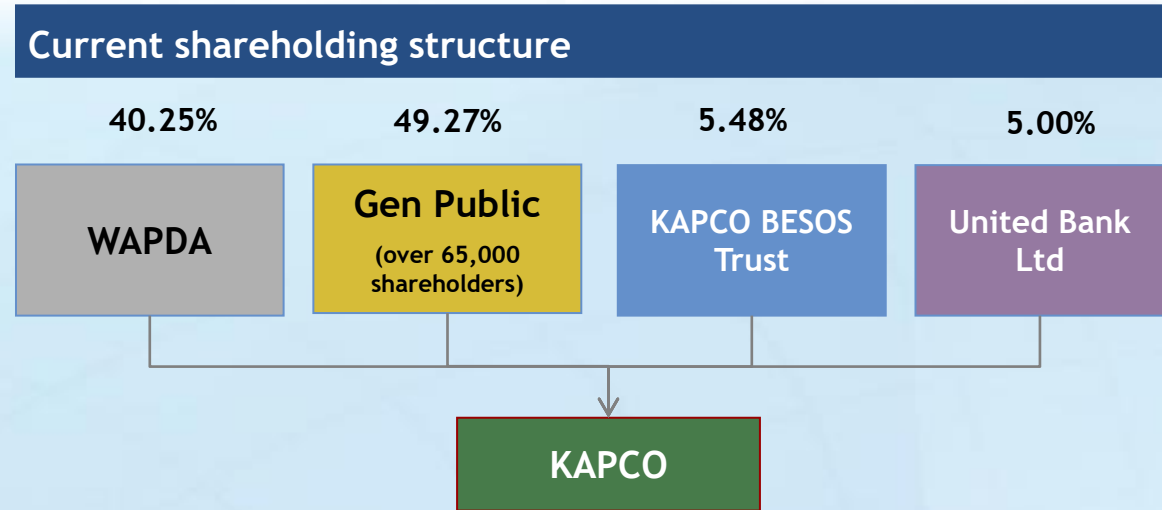 Current shareholding structure
40.25%
49.27%
5.48%
5.00%
WAPDA
Gen Public
(over 65,000
shareholders)
KAPCO BESOS
Trust
United Bank
Ltd
KAPCO